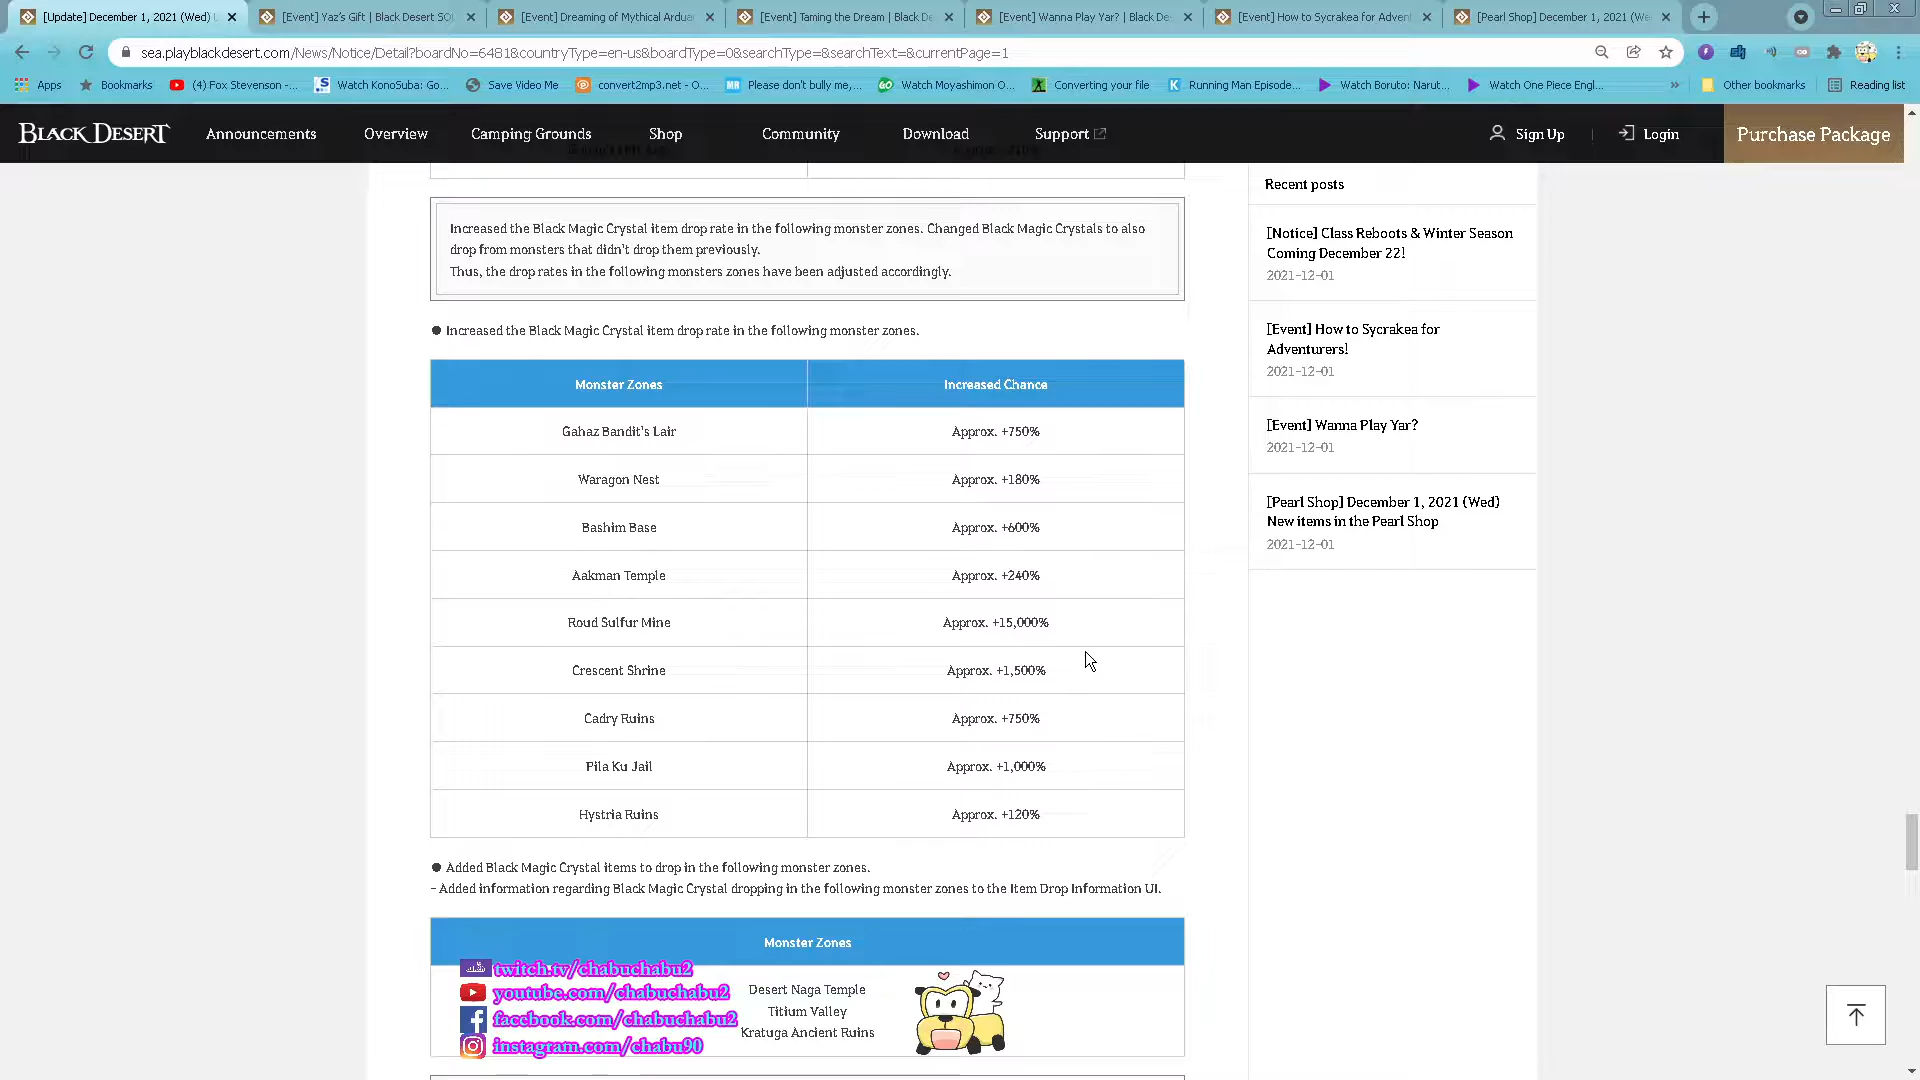 [Update] December 1, 2021 (Wed)
[Event] Yaz's Gift | Black Desert SO
[Event] Dreaming of Mythical Ardua
[Event] Taming the Dream | Black De
[Event] Wanna Play Yar? | Black De
[Event] How to Sycrakea for Adven
[Pearl Shop] December 1, 2021 (We
sea.playblackdesert.com/News/Notice/Detail?boardNo=6481&countryType=en-us&boardType=0&searchType=&searchText=&currentPage=1
Apps
Bookmarks
(4) Fox Stevenson -...
Watch KonoSuba: Go...
Save Video Me
convert2mp3.net - O...
Please don't bully me,...
Watch Moyashimon O...
Converting your file
Running Man Episode...
Watch Boruto: Narut...
Watch One Piece Engl...
Other bookmarks
Reading list
BLACK DESERT
Announcements
Overview
Camping Grounds
Shop
Community
Download
Support
Sign Up
Login
Purchase Package
Increased the Black Magic Crystal item drop rate in the following monster zones. Changed Black Magic Crystals to also
drop from monsters that didn't drop them previously.
Thus, the drop rates in the following monsters zones have been adjusted accordingly.
● Increased the Black Magic Crystal item drop rate in the following monster zones.
Monster Zones Increased Chance
Gahaz Bandit's Lair Approx. +750%
Waragon Nest Approx. +180%
Bashim Base Approx. +600%
Aakman Temple Approx. +240%
Roud Sulfur Mine Approx. +15,000%
Crescent Shrine Approx. +1,500%
Cadry Ruins Approx. +750%
Pila Ku Jail Approx. +1,000%
Hystria Ruins Approx. +120%
● Added Black Magic Crystal items to drop in the following monster zones.
- Added information regarding Black Magic Crystal dropping in the following monster zones to the Item Drop Information UI.
Monster Zones
Desert Naga Temple
Titium Valley
Kratuga Ancient Ruins
twitch.tv/chabuchabu2
youtube.com/chabuchabu2
facebook.com/chabuchabu2
instagram.com/chabu90
Recent posts
[Notice] Class Reboots & Winter Season
Coming December 22!
2021-12-01
[Event] How to Sycrakea for
Adventurers!
2021-12-01
[Event] Wanna Play Yar?
2021-12-01
[Pearl Shop] December 1, 2021 (Wed)
New items in the Pearl Shop
2021-12-01